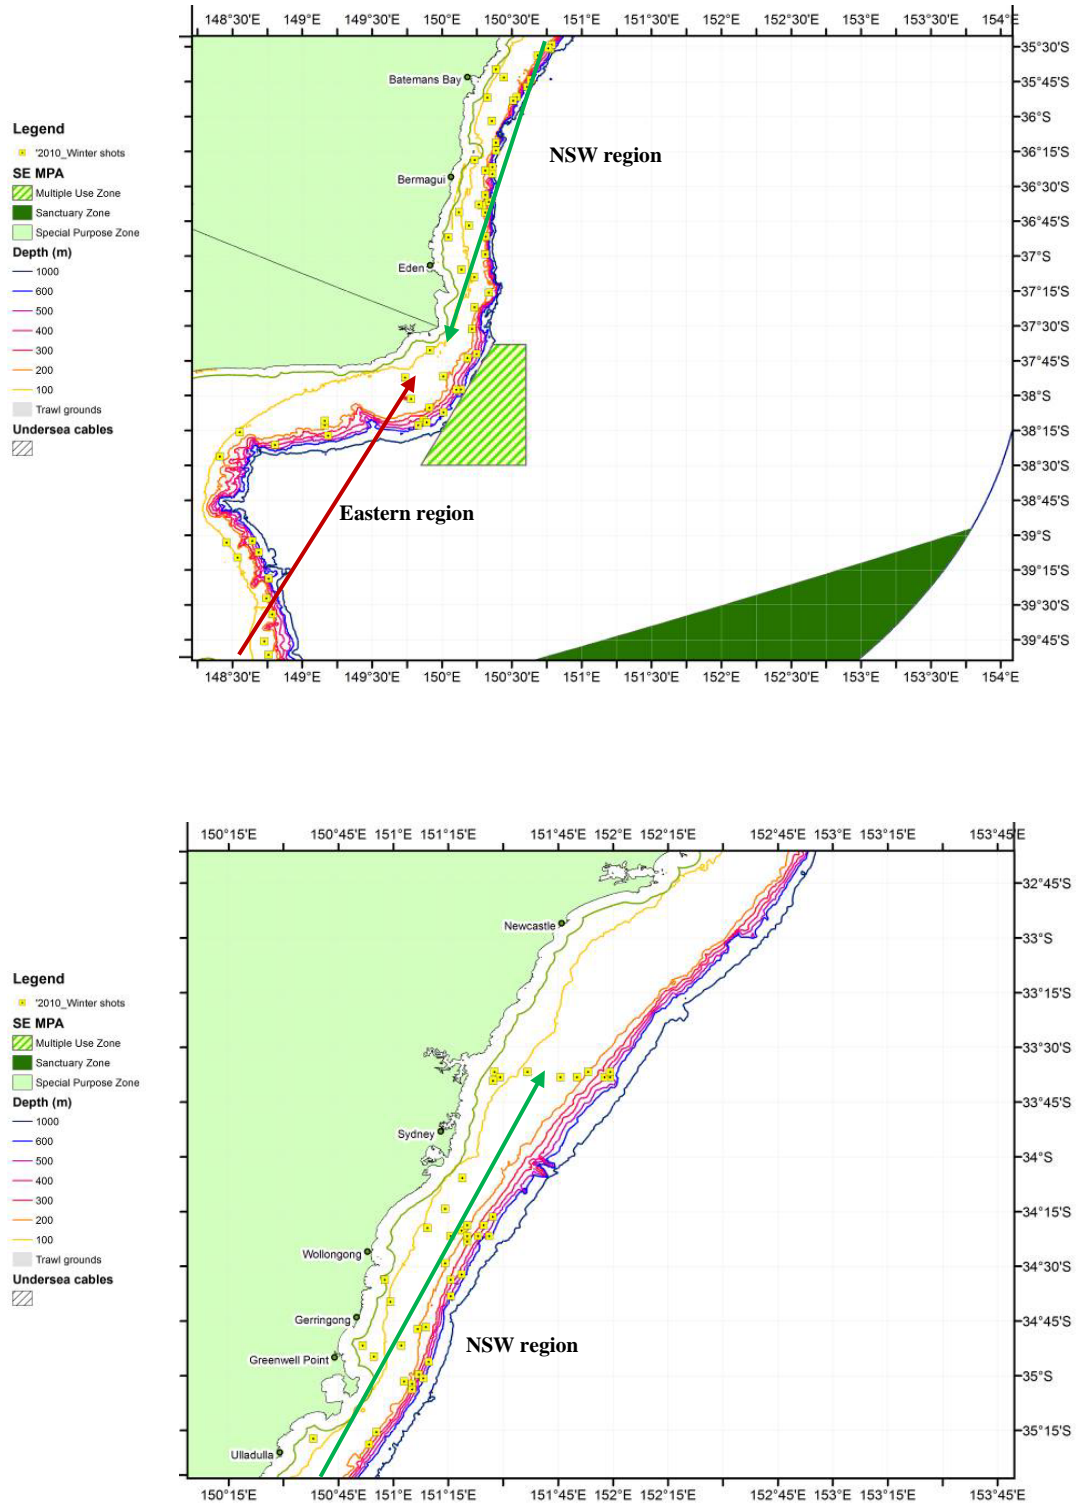 148°30'E 149°E 149°30'E 150°E 150°30'E 151°E 151°30'E 152°E 152°30'E 153°E 153°30'E 154°E
35°30'S
35°45'S
36°S
36°15'S
36°30'S
36°45'S
37°S
37°15'S
37°30'S
37°45'S
38°S
38°15'S
38°30'S
38°45'S
39°S
39°15'S
39°30'S
39°45'S
Batemans Bay
Bermagui
Eden
NSW region
Eastern region
Legend
'2010_Winter shots
SE MPA
Multiple Use Zone
Sanctuary Zone
Special Purpose Zone
Depth (m)
1000
600
500
400
300
200
100
Trawl grounds
Undersea cables
148°30'E 149°E 149°30'E 150°E 150°30'E 151°E 151°30'E 152°E 152°30'E 153°E 153°30'E 154°E
150°15'E 150°45'E 151°E 151°15'E 151°45'E 152°E 152°15'E 152°45'E 153°E 153°15'E 153°45'E
32°45'S
33°S
33°15'S
33°30'S
33°45'S
34°S
34°15'S
34°30'S
34°45'S
35°S
35°15'S
Newcastle
Sydney
Wollongong
Gerringong
Greenwell Point
Ulladulla
NSW region
Legend
'2010_Winter shots
SE MPA
Multiple Use Zone
Sanctuary Zone
Special Purpose Zone
Depth (m)
1000
600
500
400
300
200
100
Trawl grounds
Undersea cables
150°15'E 150°45'E 151°E 151°15'E 151°45'E 152°E 152°15'E 152°45'E 153°E 153°15'E 153°45'E